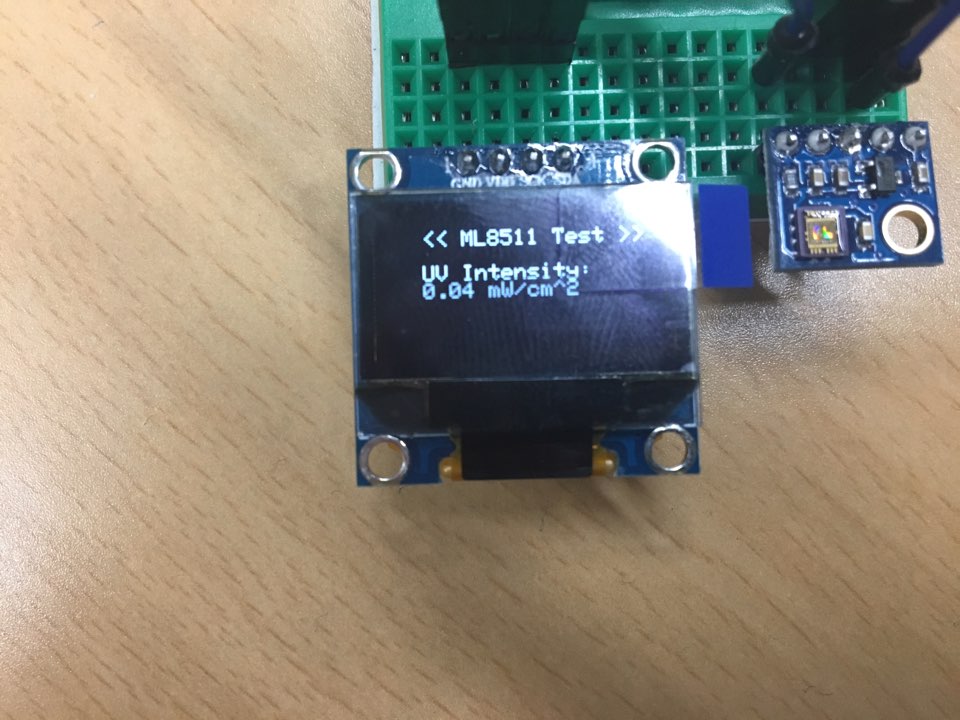 GND VDD SCK SDA
<< ML8511 Test >>
UV Intensity:
0.04 mW/cm^2